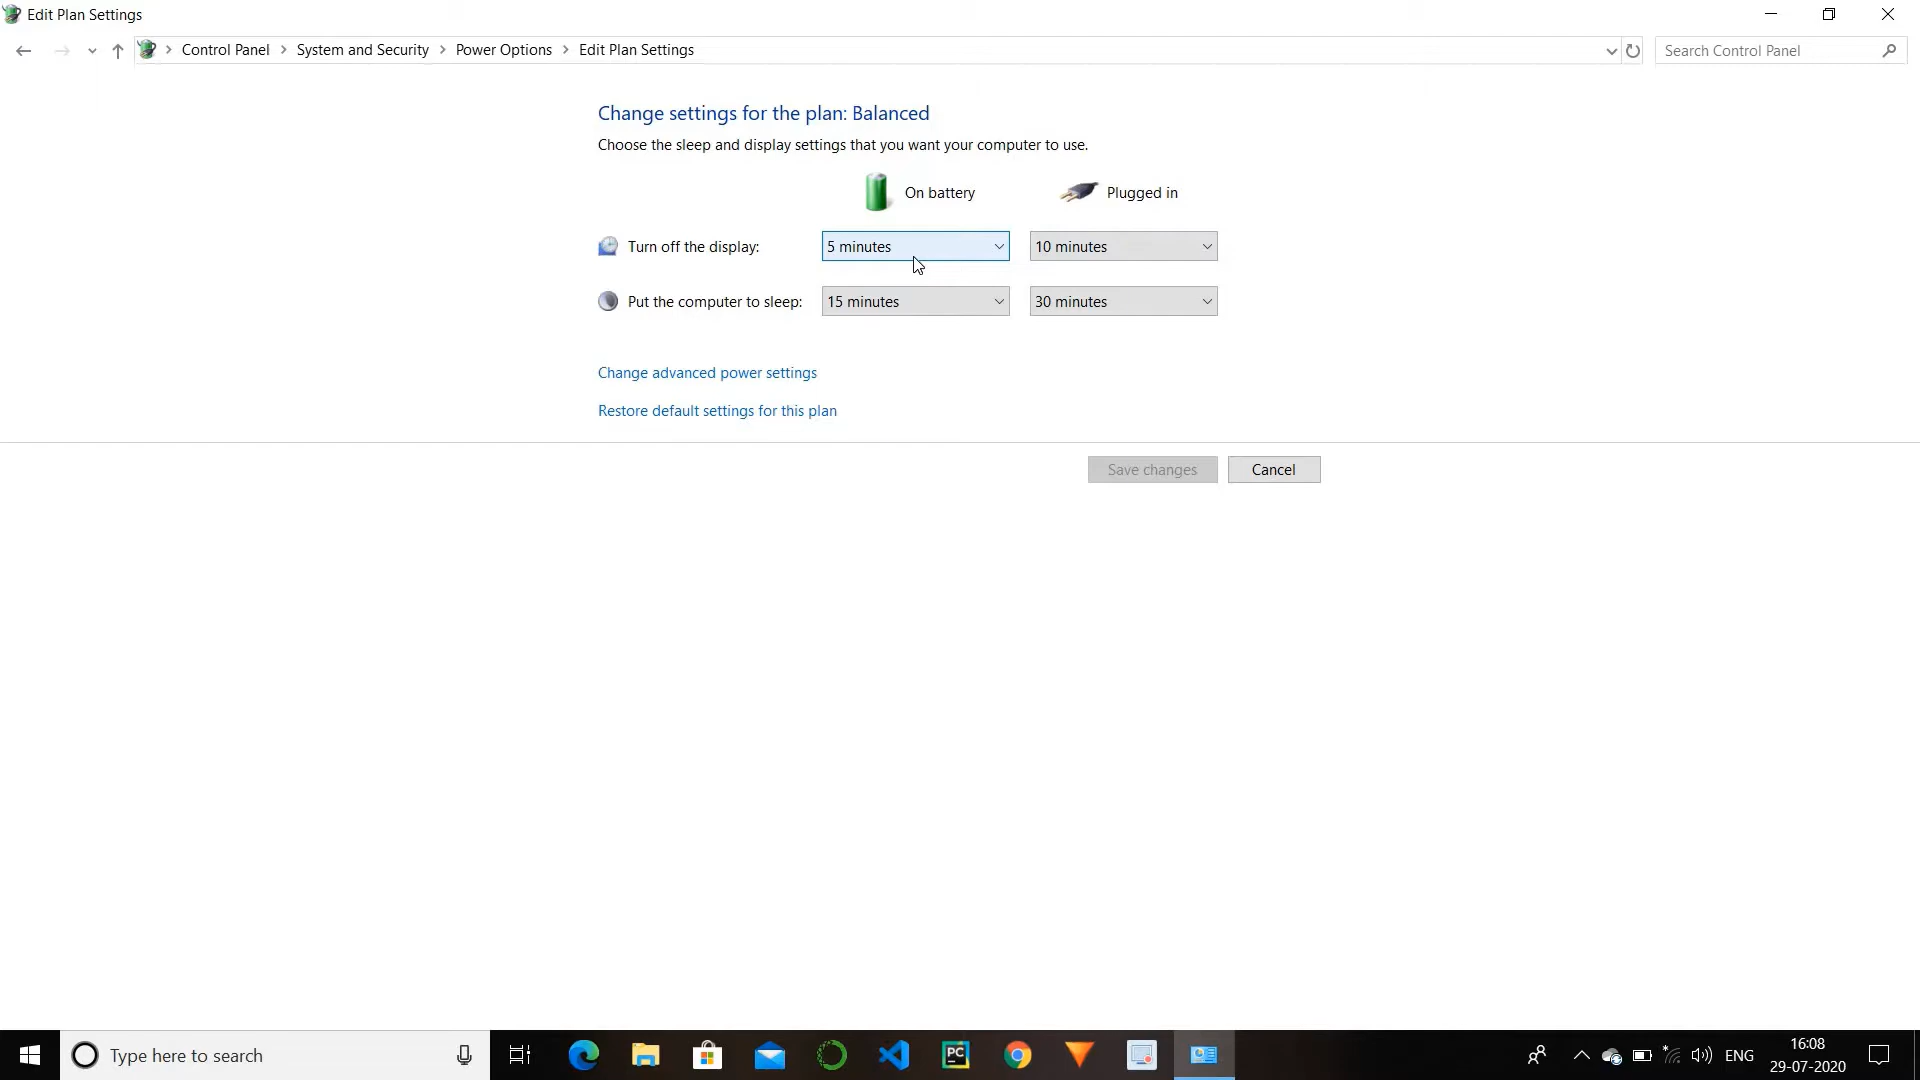 Edit Plan Settings
Control Panel > System and Security > Power Options > Edit Plan Settings
Search Control Panel
Change settings for the plan: Balanced
Choose the sleep and display settings that you want your computer to use.
On battery Plugged in
Turn off the display: 5 minutes 10 minutes
Put the computer to sleep: 15 minutes 30 minutes
Change advanced power settings
Restore default settings for this plan
Save changes Cancel
Type here to search
PC
ENG
16:08
29-07-2020